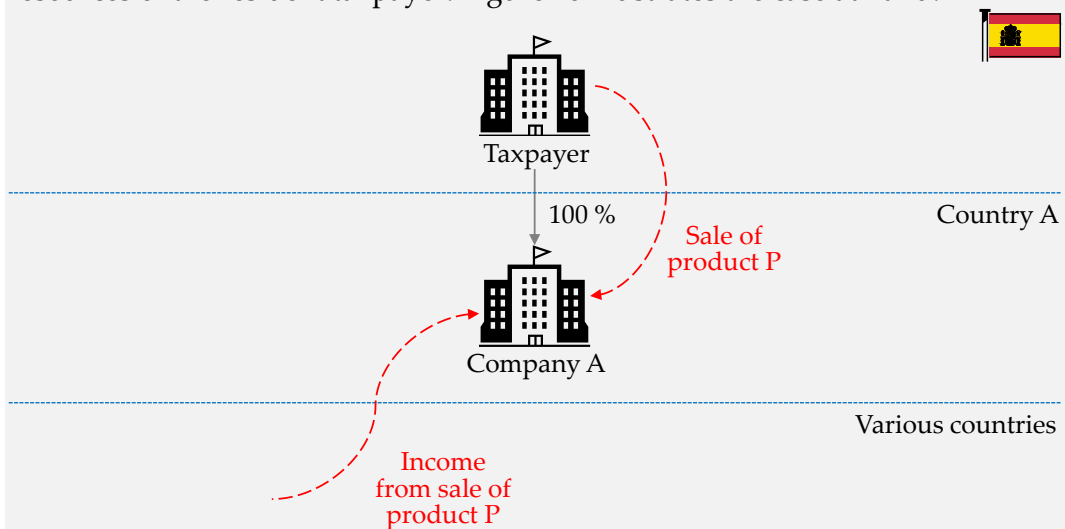 Taxpayer
100 %
Country A
Sale of
product P
Company A
Various countries
Income
from sale of
product P